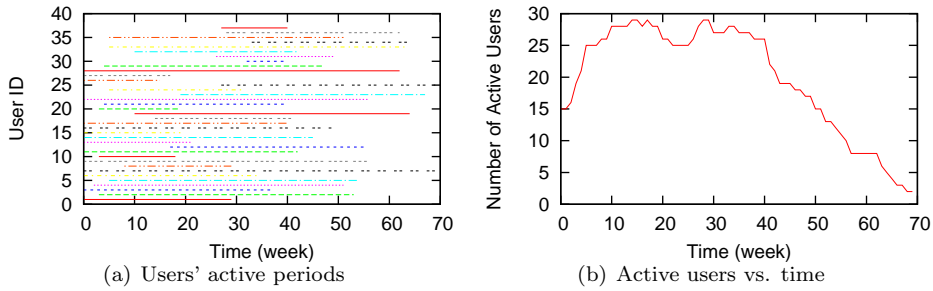 User ID
40
35
30
25
20
15
10
5
0
0 10 20 30 40 50 60 70
Time (week)
(a) Users' active periods
Number of Active Users
30
25
20
15
10
5
0
0 10 20 30 40 50 60 70
Time (week)
(b) Active users vs. time